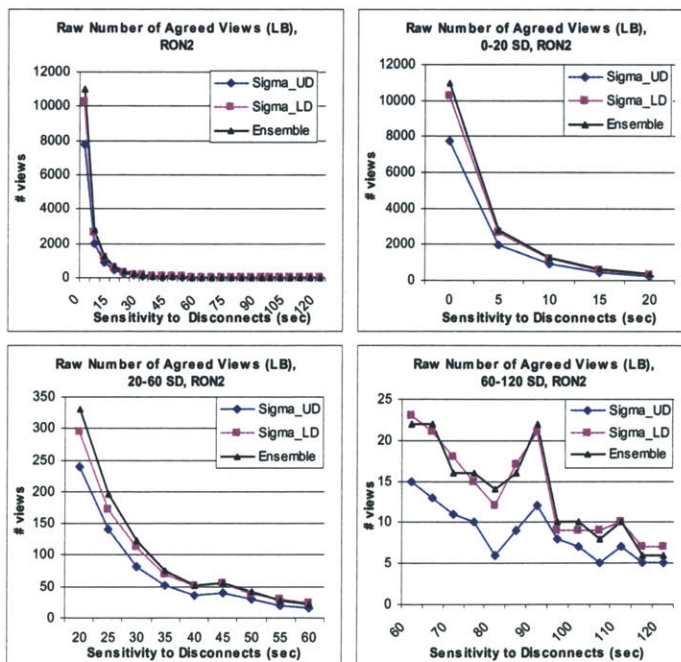 Raw Number of Agreed Views (LB),
RON2
12000
10000
8000
6000
4000
2000
0
# views
Sigma_UD
Sigma_LD
Ensemble
0
15
30
45
60
75
90
105
120
Sensitivity to Disconnects (sec)
Raw Number of Agreed Views (LB),
0-20 SD, RON2
12000
10000
8000
6000
4000
2000
0
# views
Sigma_UD
Sigma_LD
Ensemble
0
5
10
15
20
Sensitivity to Disconnects (sec)
Raw Number of Agreed Views (LB),
20-60 SD, RON2
350
300
250
200
150
100
50
0
# views
Sigma_UD
Sigma_LD
Ensemble
20
25
30
35
40
45
50
55
60
Sensitivity to Disconnects (sec)
Raw Number of Agreed Views (LB),
60-120 SD, RON2
25
20
15
10
5
0
# views
Sigma_UD
Sigma_LD
Ensemble
60
70
80
90
100
110
120
Sensitivity to Disconnects (sec)